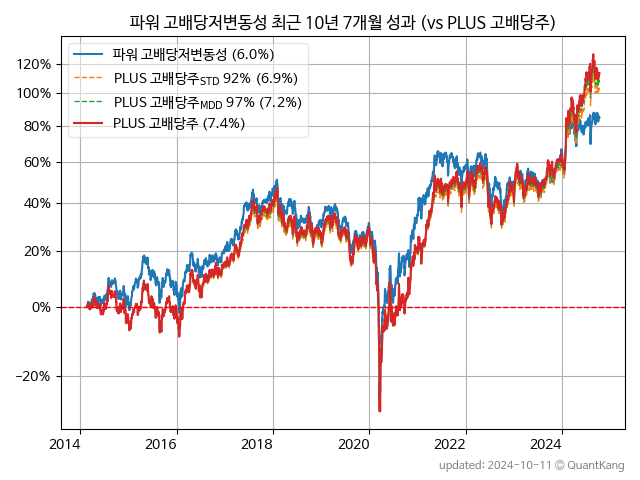 파워 고배당저변동성 최근 10년 7개월 성과 (vs PLUS 고배당주)
파워 고배당저변동성 (6.0%)
PLUS 고배당주STD 92% (6.9%)
PLUS 고배당주MDD 97% (7.2%)
PLUS 고배당주 (7.4%)
120%
100%
80%
60%
40%
20%
0%
−20%
2014
2016
2018
2020
2022
2024
updated: 2024-10-11 © QuantKang